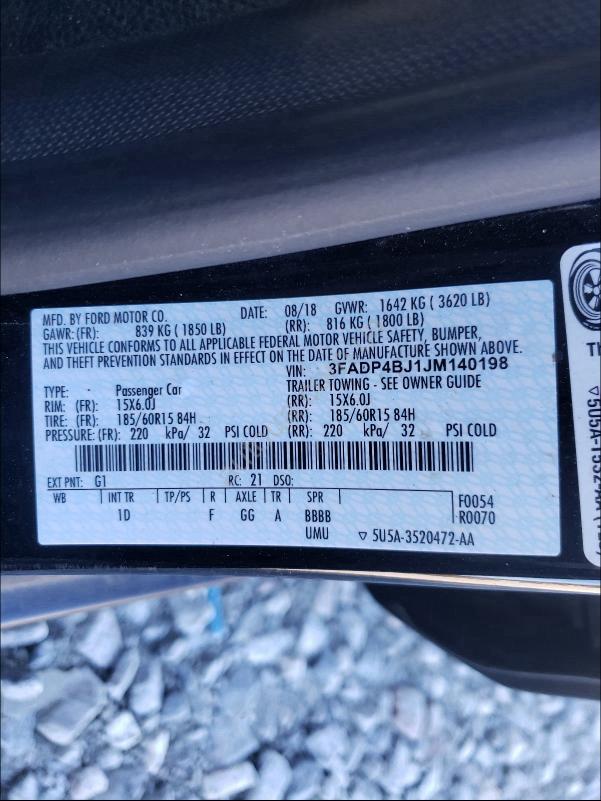 MFD. BY FORD MOTOR CO. DATE: 08/18 GVWR: 1642 KG ( 3620 LB)
GAWR: (FR): 839 KG ( 1850 LB) (RR): 816 KG ( 1800 LB)
THIS VEHICLE CONFORMS TO ALL APPLICABLE FEDERAL MOTOR VEHICLE SAFETY, BUMPER,
AND THEFT PREVENTION STANDARDS IN EFFECT ON THE DATE OF MANUFACTURE SHOWN ABOVE.
VIN: 3FADP4BJ1JM140198
TYPE: - Passenger Car TRAILER TOWING - SEE OWNER GUIDE
RIM: (FR): 15X6.0J (RR): 15X6.0J
TIRE: (FR): 185/60R15 84H (RR): 185/60R15 84H
PRESSURE: (FR): 220 kPa/ 32 PSI COLD (RR): 220 kPa/ 32 PSI COLD
EXT PNT: G1 RC: 21 DSO:
WB INT TR TP/PS R AXLE TR SPR F0054
1D F GG A BBBB R0070
UMU ▽ 5U5A-3520472-AA